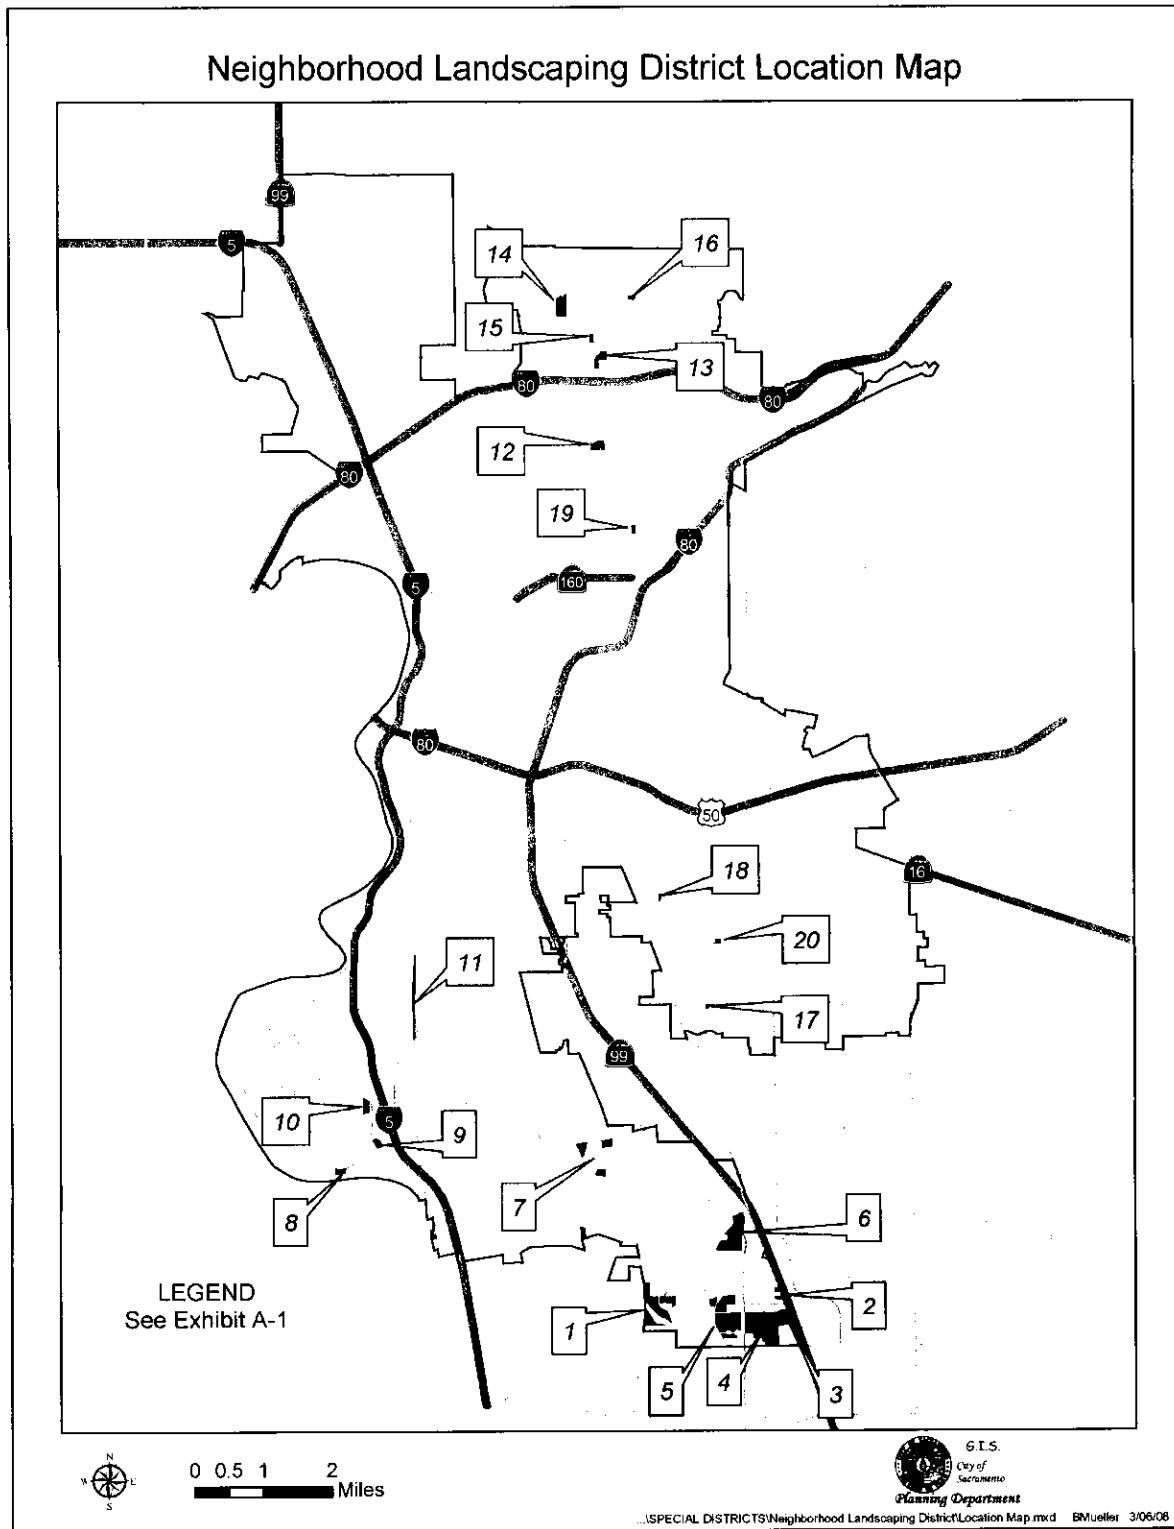 Neighborhood Landscaping District Location Map
99
5
14
16
15
13
80
80
12
80
19
80
5
160
80
50
18
16
20
11
17
99
10
5
9
7
8
6
LEGEND
See Exhibit A-1
1
2
5
4
3
N
W E
S
0 0.5 1 2
Miles
G.I.S.
City of
Sacramento
Planning Department
...\SPECIAL DISTRICTS\Neighborhood Landscaping District\Location Map.mxd BMueller 3/06/08